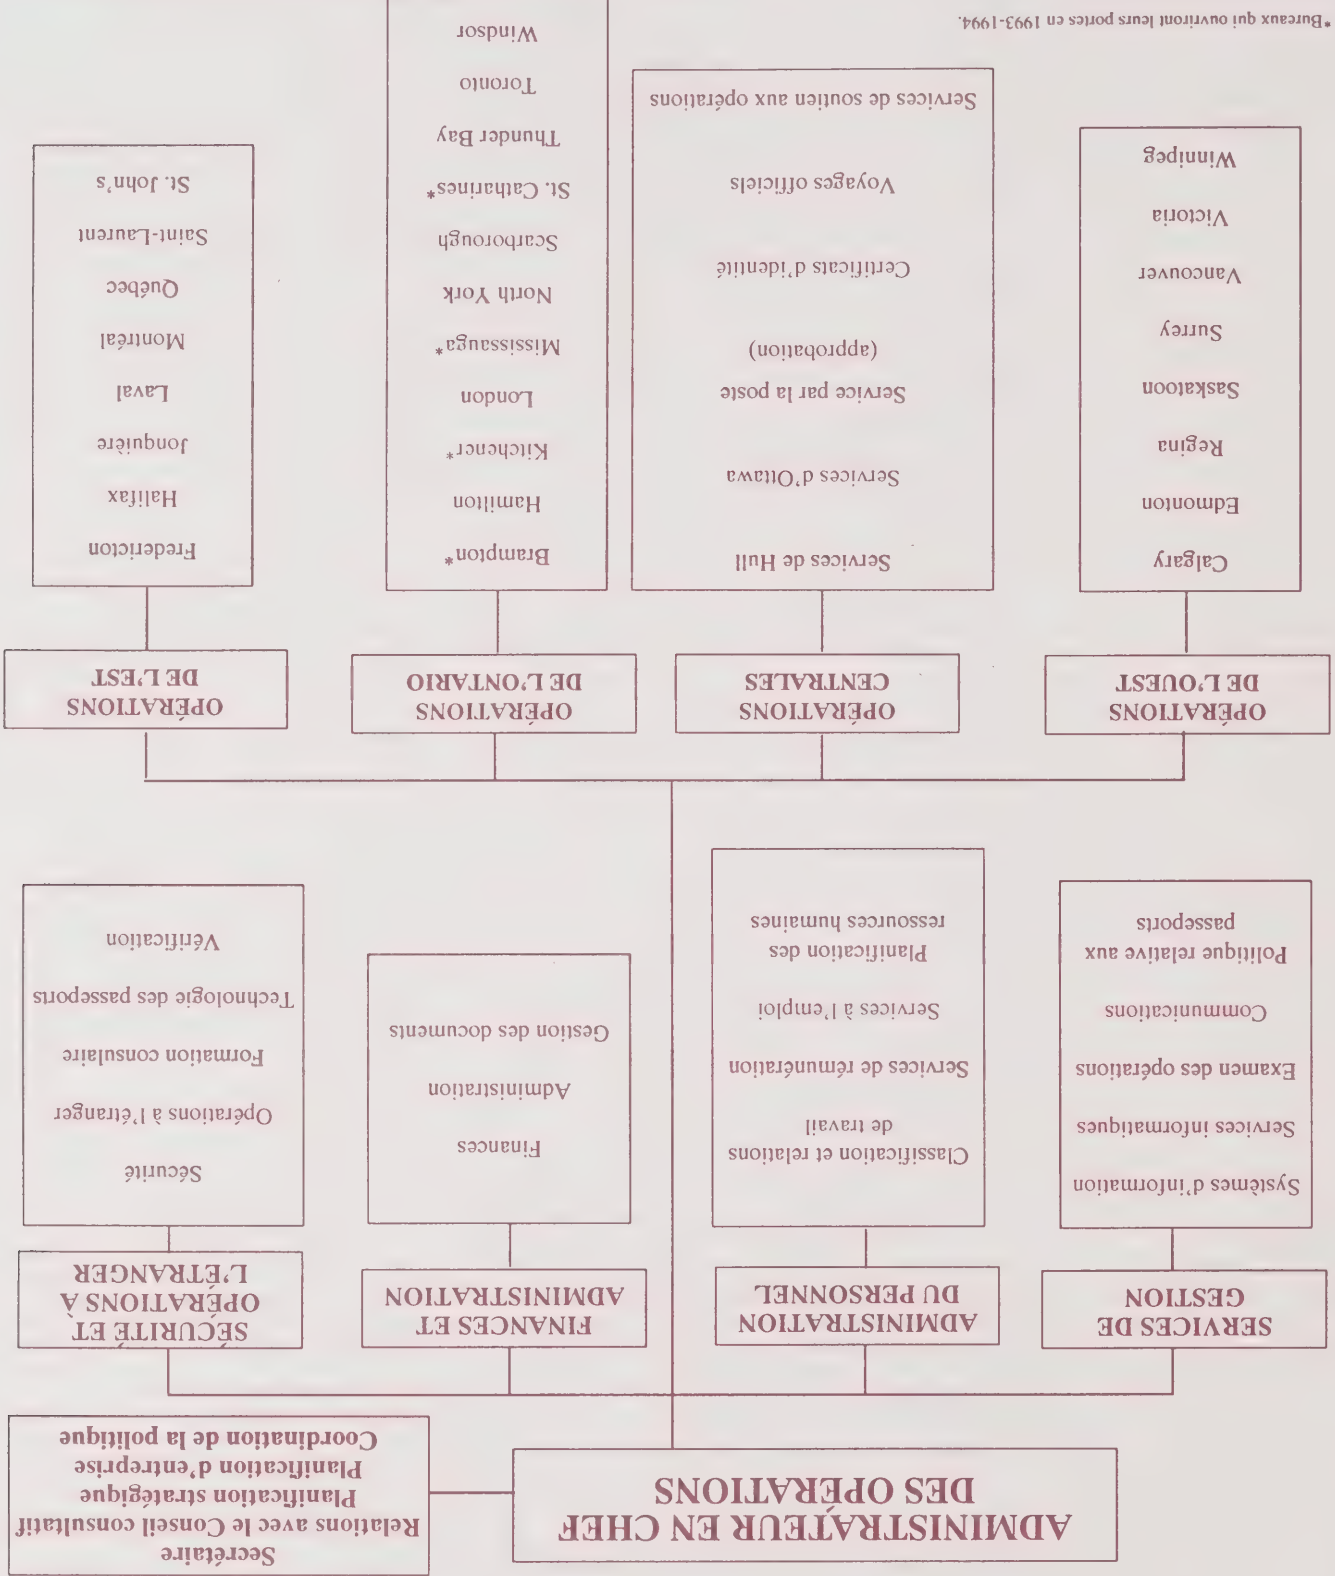 ADMINISTRATEUR EN CHEF
DES OPÉRATIONS
Secrétaire
Relations avec le Conseil consultatif
Planification stratégique
Planification d'entreprise
Coordination de la politique
SERVICES DE
GESTION
Systèmes d'information
Services informatiques
Examen des opérations
Communications
Politique relative aux
passeports
ADMINISTRATION
DU PERSONNEL
Classification et relations
de travail
Services de rémunération
Services à l'emploi
Planification des
ressources humaines
FINANCES ET
ADMINISTRATION
Finances
Administration
Gestion des documents
SÉCURITÉ ET
OPÉRATIONS À
L'ÉTRANGER
Sécurité
Opérations à l'étranger
Formation consulaire
Technologie des passeports
Vérification
OPÉRATIONS
DE L'OUEST
Calgary
Edmonton
Regina
Saskatoon
Surrey
Vancouver
Victoria
Winnipeg
OPÉRATIONS
CENTRALES
Services de Hull
Services d'Ottawa
Service par la poste
(approbation)
Certificats d'identité
Voyages officiels
Services de soutien aux opérations
OPÉRATIONS
DE L'ONTARIO
Brampton*
Hamilton
Kitchener*
London
Mississauga*
North York
Scarborough
St. Catharines*
Thunder Bay
Toronto
Windsor
OPÉRATIONS
DE L'EST
Fredericton
Halifax
Jonquière
Laval
Montréal
Québec
Saint-Laurent
St. John's
*Bureaux qui ouvriront leurs portes en 1993-1994.